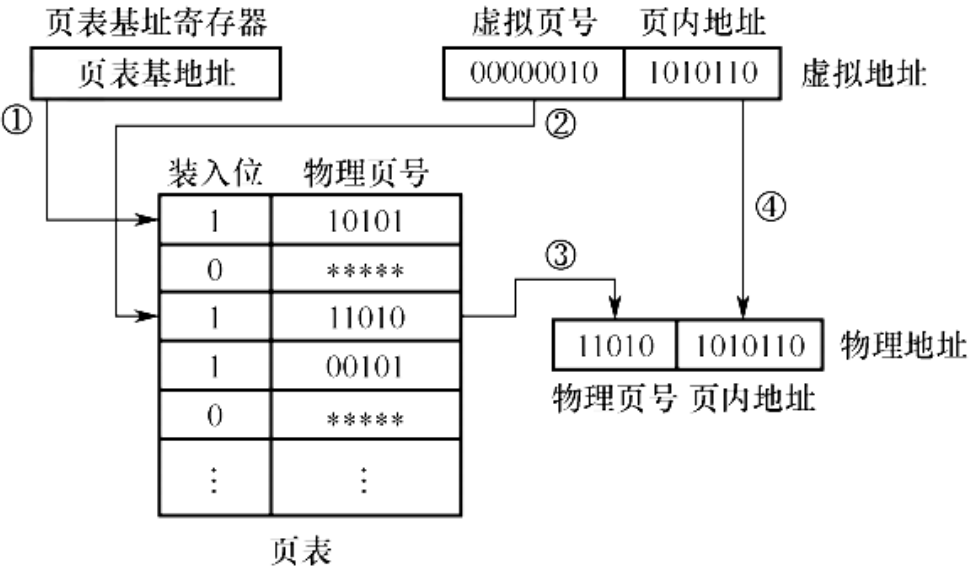 页表基址寄存器
页表基地址
虚拟页号 页内地址
00000010 1010110 虚拟地址
①
②
装入位 物理页号
1 10101
0 *****
1 11010
1 00101
0 *****
⋮ ⋮
页表
③
④
11010 1010110 物理地址
物理页号 页内地址